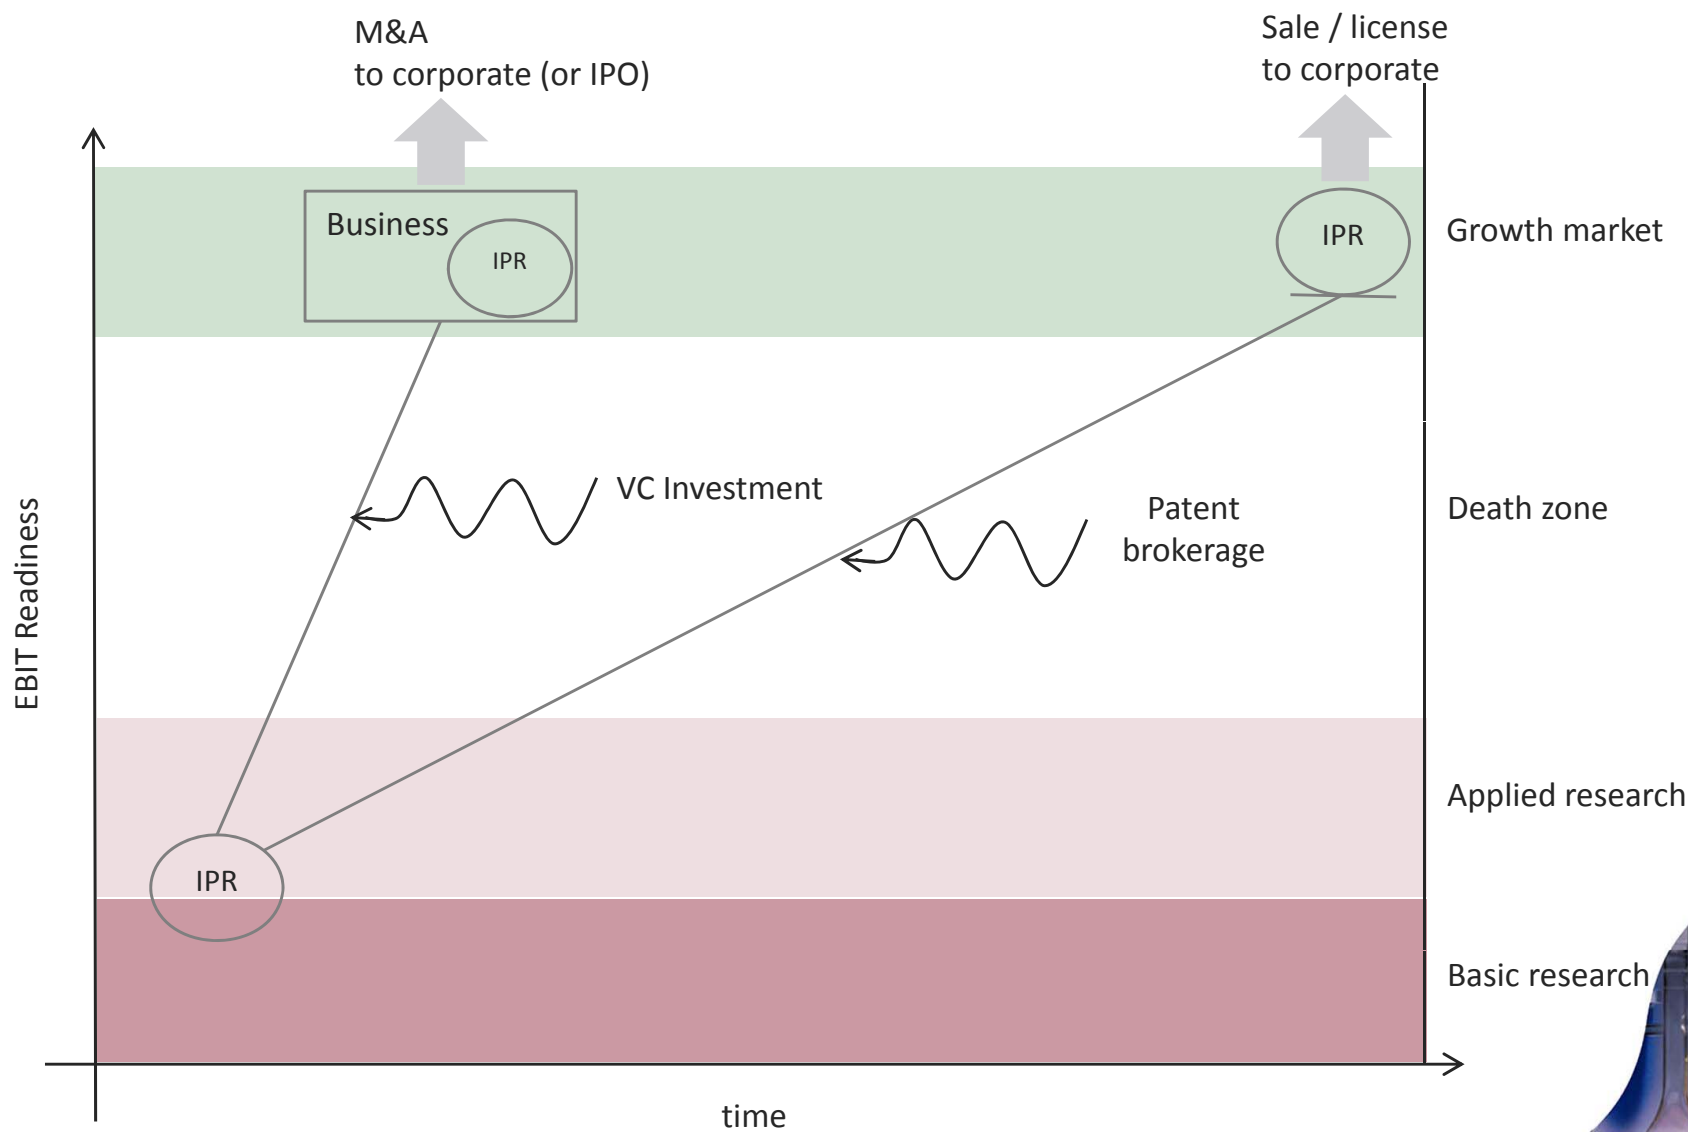 M&A
to corporate (or IPO)
Sale / license
to corporate
Business
IPR
IPR
Growth market
VC Investment
Patent
brokerage
Death zone
EBIT Readiness
Applied research
IPR
Basic research
time